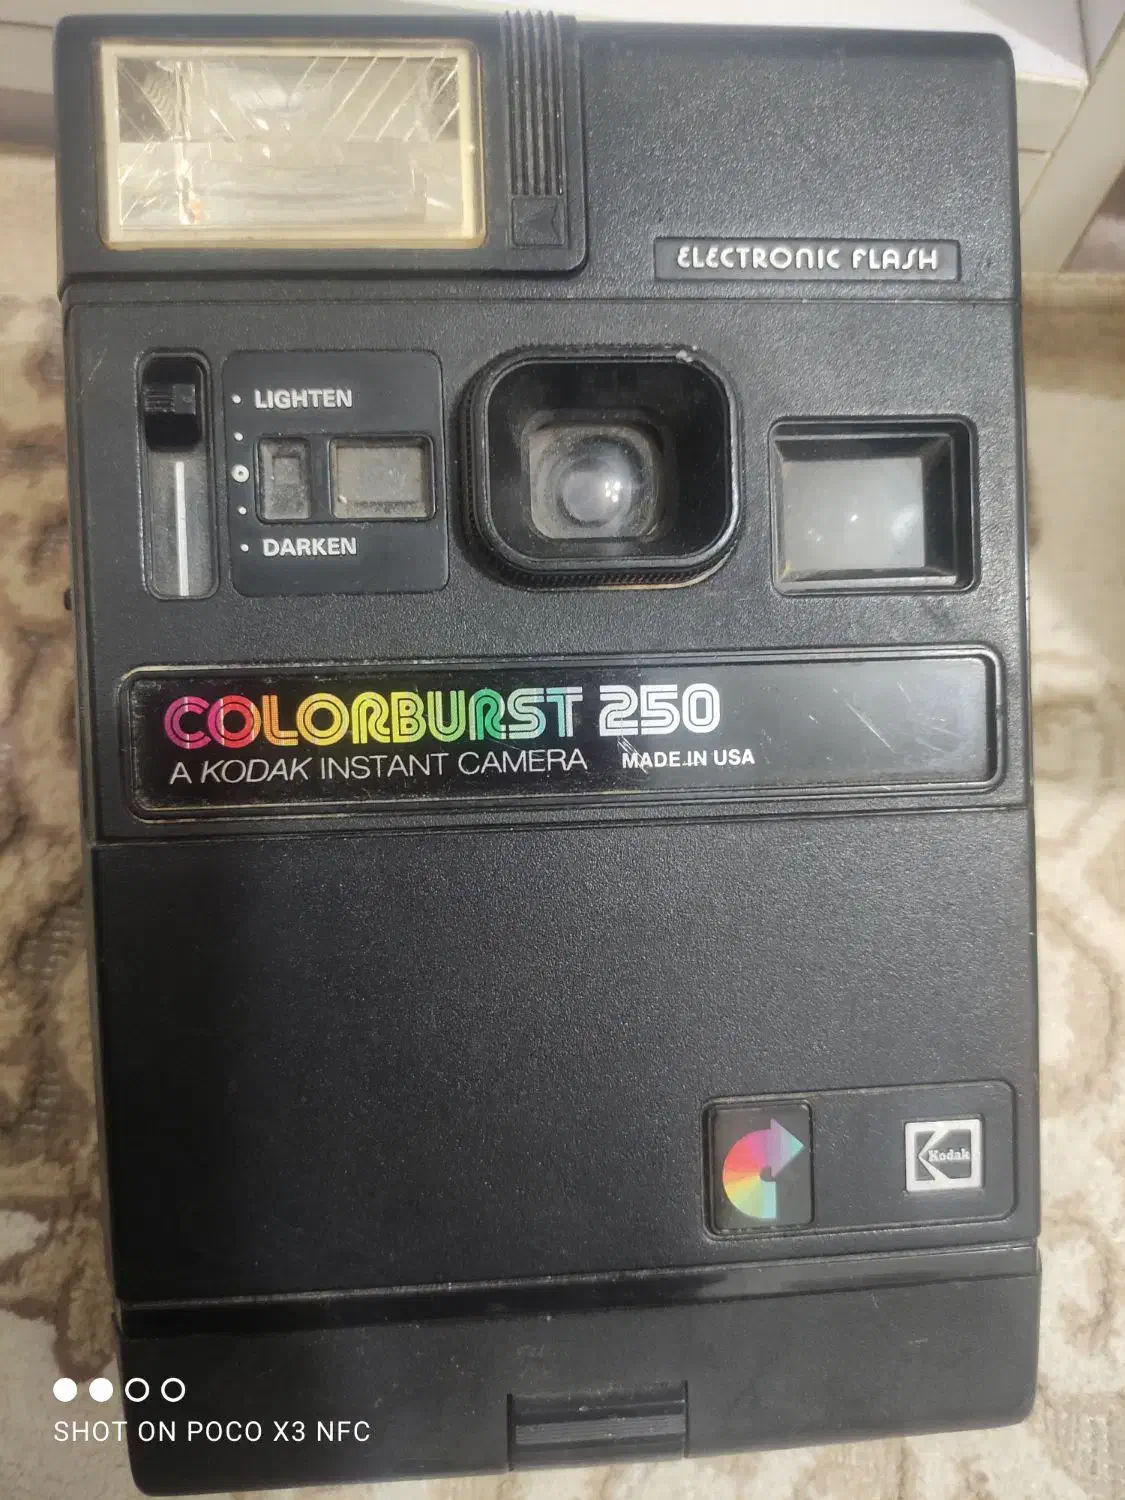 ELECTRONIC FLASH
LIGHTEN
DARKEN
COLORBURST 250
A KODAK INSTANT CAMERA MADE IN USA
Kodak
SHOT ON POCO X3 NFC